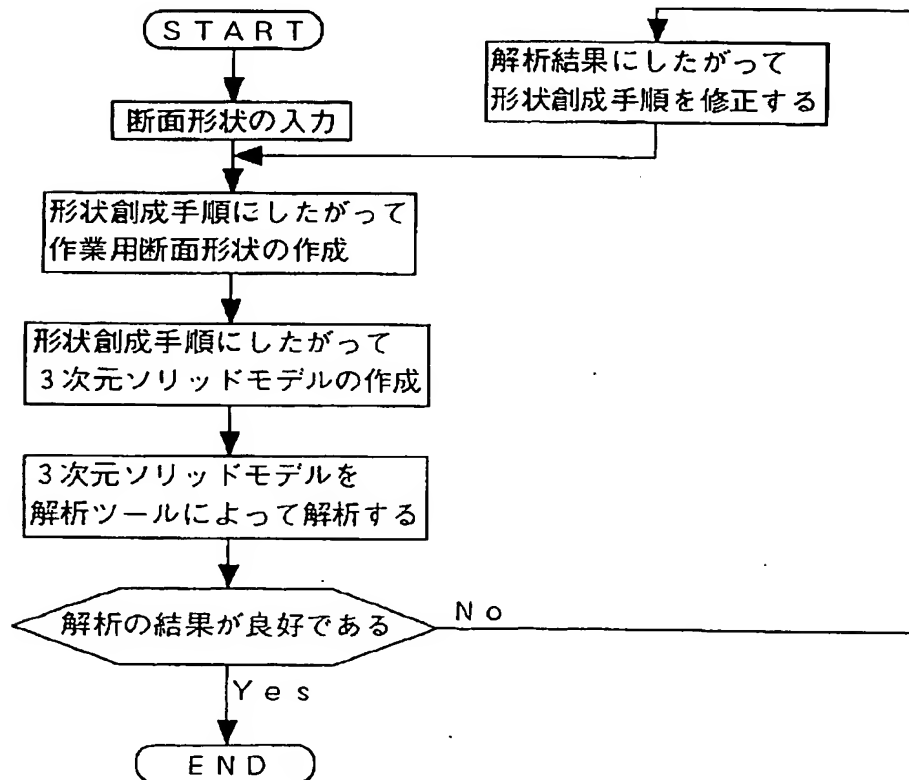 START
解析結果にしたがって
形状創成手順を修正する
断面形状の入力
形状創成手順にしたがって
作業用断面形状の作成
形状創成手順にしたがって
3次元ソリッドモデルの作成
3次元ソリッドモデルを
解析ツールによって解析する
解析の結果が良好である
No
Yes
END